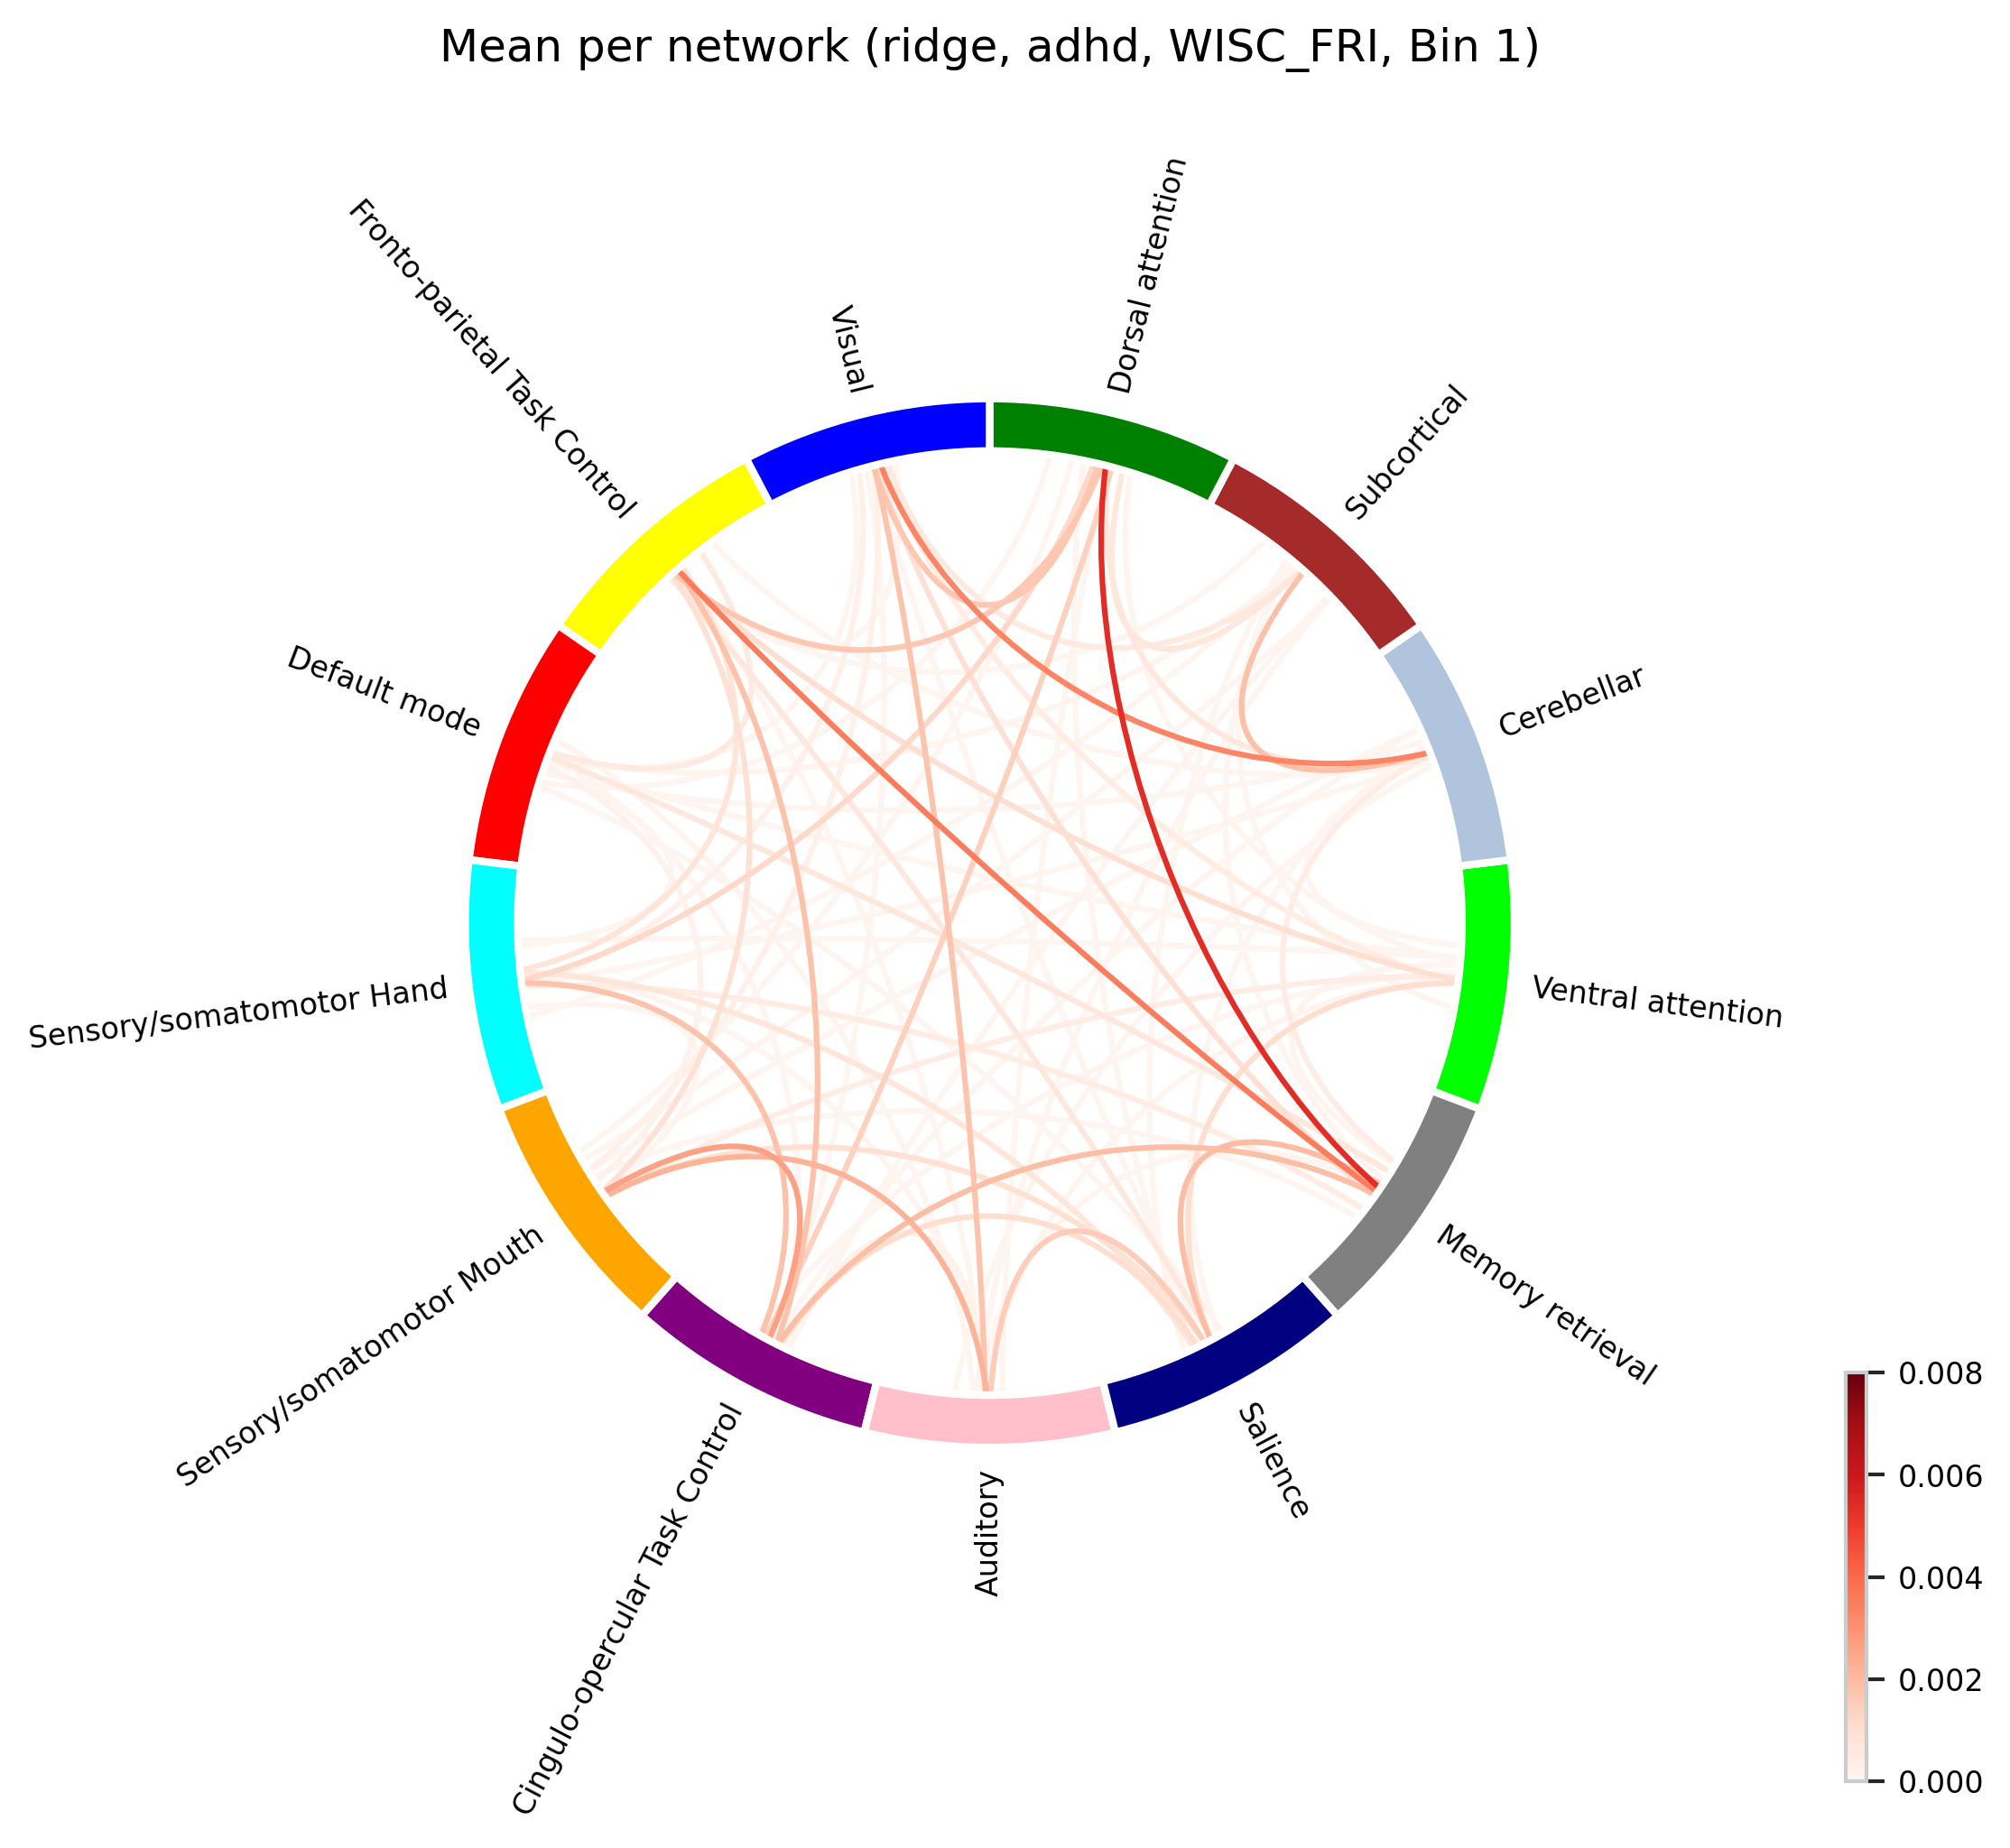 Mean per network (ridge, adhd, WISC_FRI, Bin 1)
Dorsal attention
Subcortical
Cerebellar
Ventral attention
Memory retrieval
Salience
Auditory
Cingulo-opercular Task Control
Sensory/somatomotor Mouth
Sensory/somatomotor Hand
Default mode
Fronto-parietal Task Control
Visual
0.008
0.006
0.004
0.002
0.000